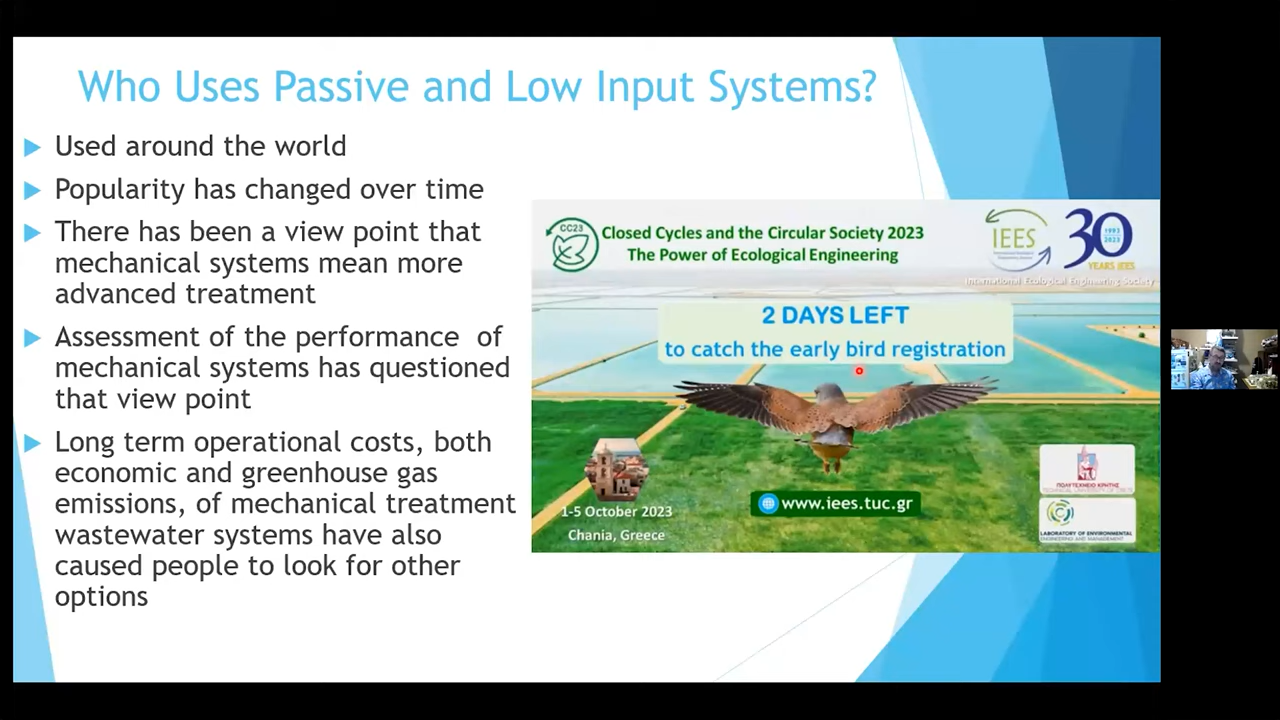 Who Uses Passive and Low Input Systems?
Used around the world
Popularity has changed over time
There has been a view point that
mechanical systems mean more
advanced treatment
Assessment of the performance of
mechanical systems has questioned
that view point
Long term operational costs, both
economic and greenhouse gas
emissions, of mechanical treatment
wastewater systems have also
caused people to look for other
options
CC23
Closed Cycles and the Circular Society 2023
The Power of Ecological Engineering
IEES
30
1993
2023
YEARS IEES
International Ecological Engineering Society
2 DAYS LEFT
to catch the early bird registration
1-5 October 2023
Chania, Greece
www.iees.tuc.gr
ΠΟΛΥΤΕΧΝΕΙΟ ΚΡΗΤΗΣ
TECHNICAL UNIVERSITY OF CRETE
LABORATORY OF ENVIRONMENTAL
ENGINEERING AND MANAGEMENT